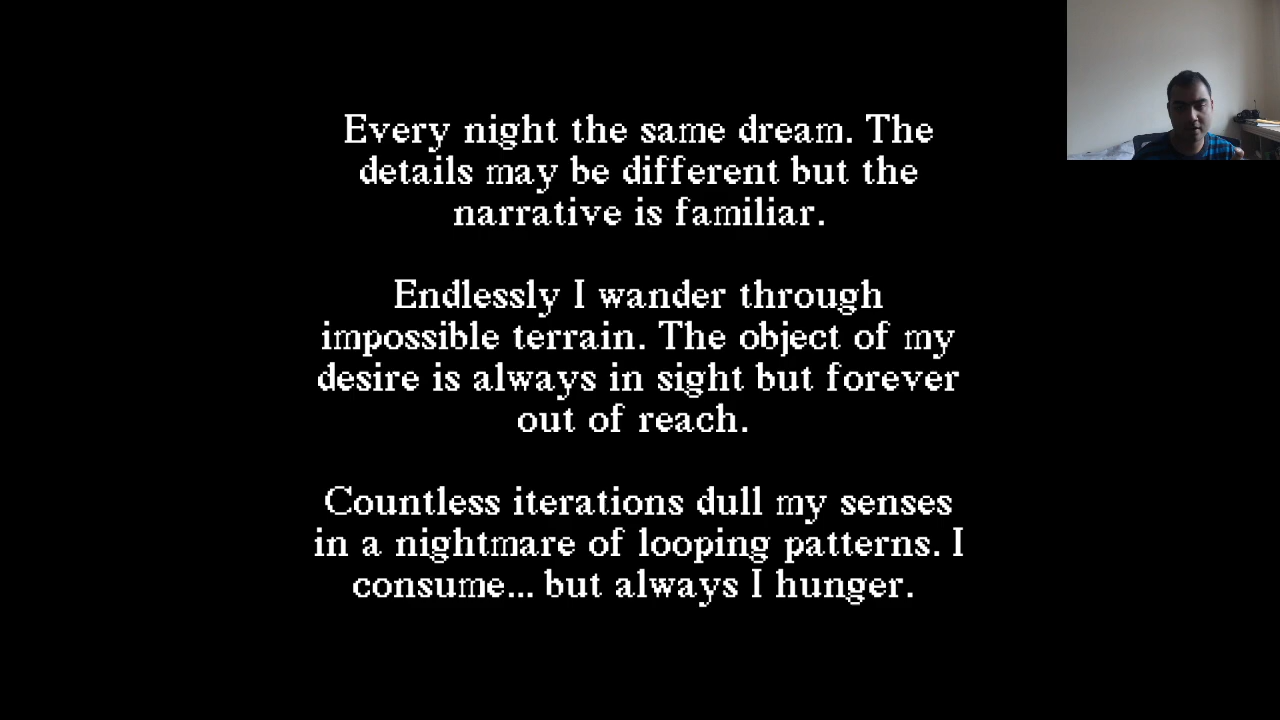 Every night the same dream. The
details may be different but the
narrative is familiar.
Endlessly I wander through
impossible terrain. The object of my
desire is always in sight but forever
out of reach.
Countless iterations dull my senses
in a nightmare of looping patterns. I
consume... but always I hunger.